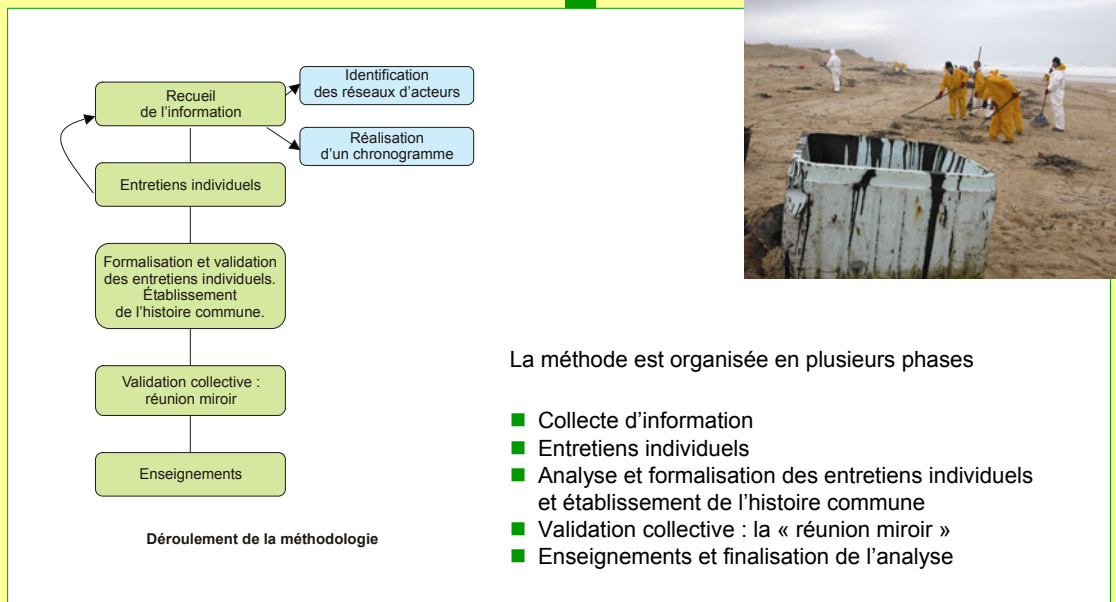 Recueil
de l'information
Identification
des réseaux d'acteurs
Réalisation
d'un chronogramme
Entretiens individuels
Formalisation et validation
des entretiens individuels.
Établissement
de l'histoire commune.
Validation collective :
réunion miroir
Enseignements
Déroulement de la méthodologie
La méthode est organisée en plusieurs phases
Collecte d'information
Entretiens individuels
Analyse et formalisation des entretiens individuels
et établissement de l'histoire commune
Validation collective : la « réunion miroir »
Enseignements et finalisation de l'analyse